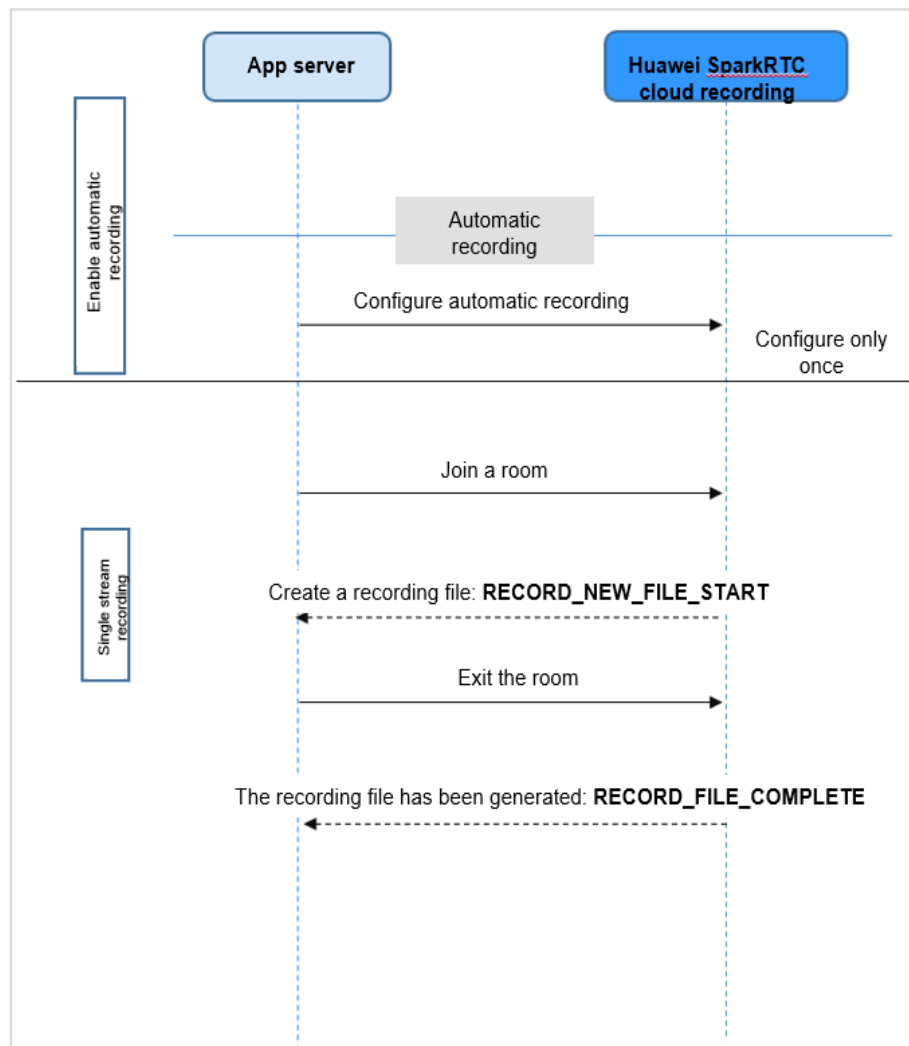 App server
Huawei SparkRTC
cloud recording
Enable automatic
recording
Automatic
recording
Configure automatic recording
Configure only
once
Join a room
Single stream
recording
Create a recording file: RECORD_NEW_FILE_START
Exit the room
The recording file has been generated: RECORD_FILE_COMPLETE